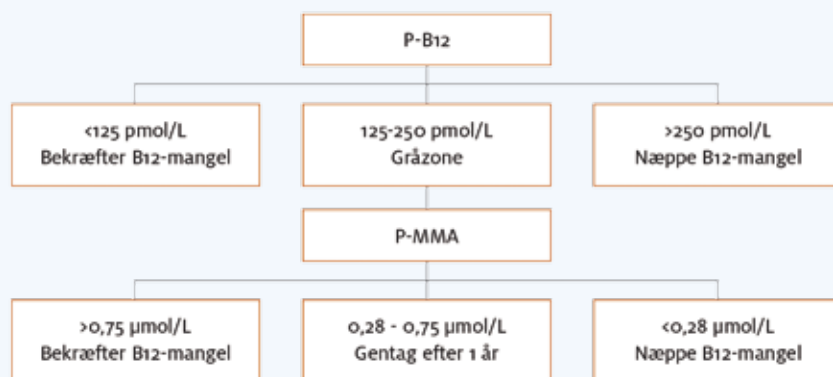 P-B12
<125 pmol/L
Bekræfter B12-mangel
125-250 pmol/L
Gråzone
>250 pmol/L
Næppe B12-mangel
P-MMA
>0,75 µmol/L
Bekræfter B12-mangel
0,28 - 0,75 µmol/L
Gentag efter 1 år
<0,28 µmol/L
Næppe B12-mangel